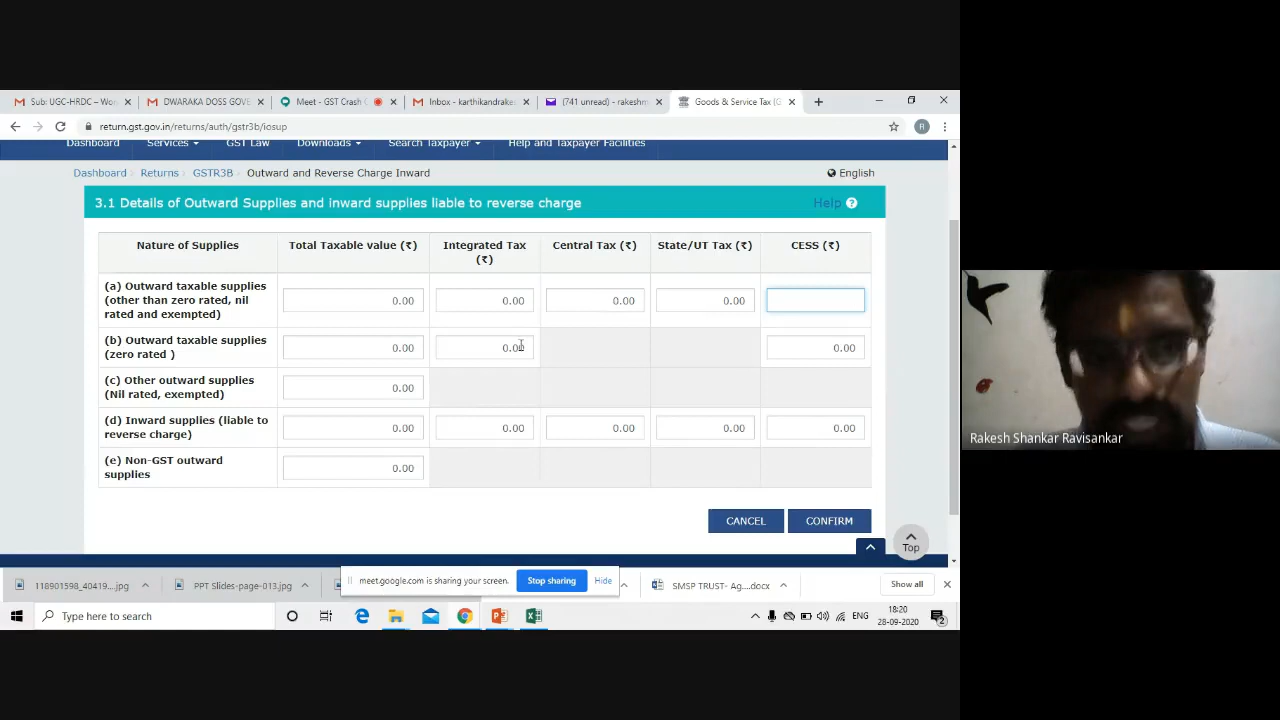 Sub: UGC-HRDC – Wor
DWARAKA DOSS GOVE
Meet - GST Crash
Inbox - karthikandrakes
(741 unread) - rakeshm
Goods & Service Tax (G
return.gst.gov.in/returns/auth/gstr3b/iosup
R
Dashboard Services GST Law Downloads Search Taxpayer Help and Taxpayer Facilities
Dashboard Returns GSTR3B Outward and Reverse Charge Inward
English
3.1 Details of Outward Supplies and inward supplies liable to reverse charge
Help ?
Nature of Supplies
Total Taxable value (₹)
Integrated Tax
(₹)
Central Tax (₹)
State/UT Tax (₹)
CESS (₹)
(a) Outward taxable supplies
(other than zero rated, nil
rated and exempted)
0.00 0.00 0.00 0.00
(b) Outward taxable supplies
(zero rated )
0.00 0.00 0.00
(c) Other outward supplies
(Nil rated, exempted)
0.00
(d) Inward supplies (liable to
reverse charge)
0.00 0.00 0.00 0.00 0.00
(e) Non-GST outward
supplies
0.00
CANCEL
CONFIRM
Top
118901598_40419....jpg
PPT Slides-page-013.jpg
meet.google.com is sharing your screen.
Stop sharing
Hide
SMSP TRUST- Ag....docx
Show all
Type here to search
ENG
18:20
28-09-2020
2
Rakesh Shankar Ravisankar